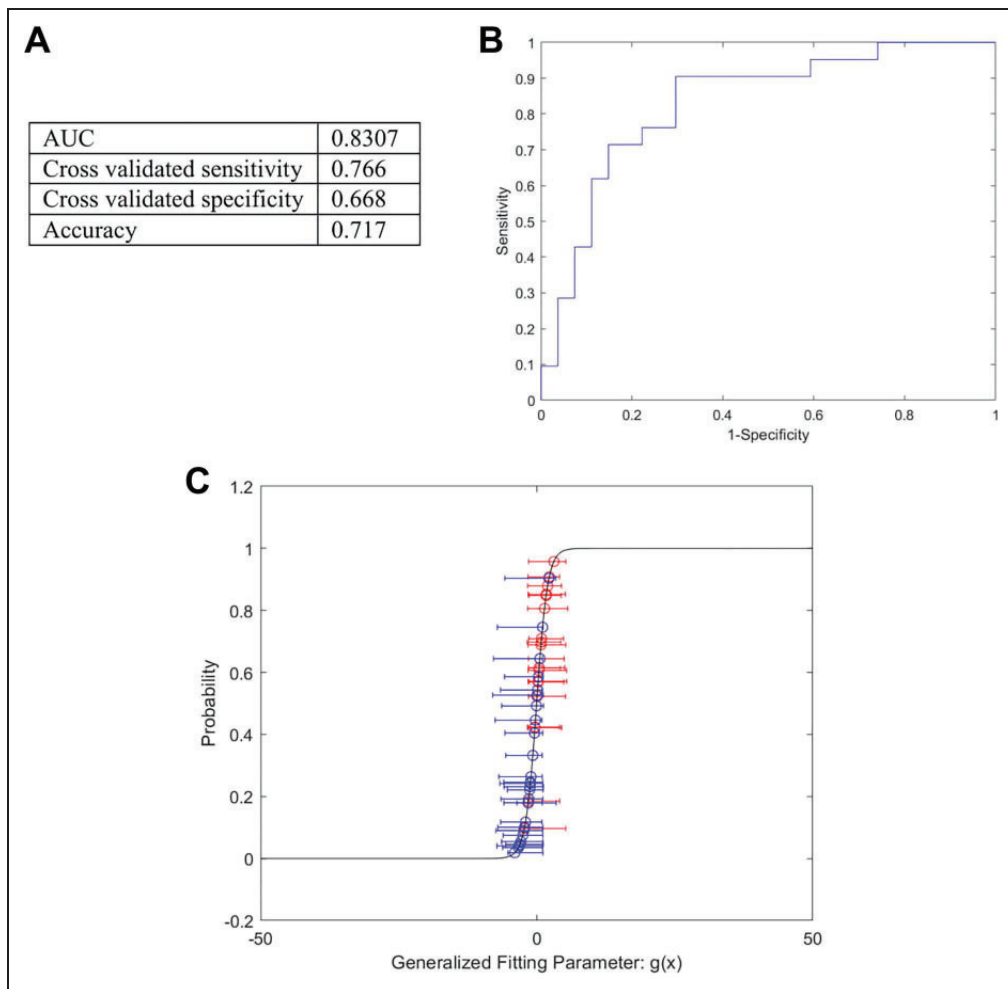 A
AUC 0.8307
Cross validated sensitivity 0.766
Cross validated specificity 0.668
Accuracy 0.717
B
1
0.9
0.8
0.7
0.6
0.5
0.4
0.3
0.2
0.1
0
Sensitivity
0 0.2 0.4 0.6 0.8 1
1-Specificity
C
1.2
1
0.8
0.6
0.4
0.2
0
-0.2
Probability
-50 0 50
Generalized Fitting Parameter: g(x)